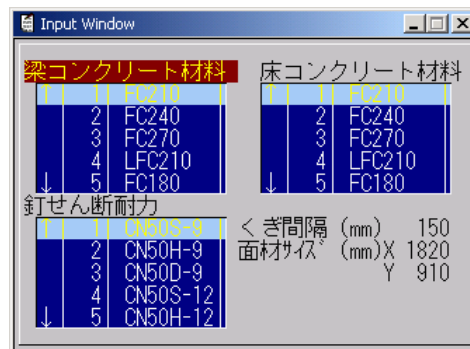 Input Window
梁コンクリート材料 床コンクリート材料
↑ 1 FC210 ↑ 1 FC210
2 FC240 2 FC240
3 FC270 3 FC270
4 LFC210 4 LFC210
↓ 5 FC180 ↓ 5 FC180
釘せん断耐力
↑ 1 CN50S-9 くぎ間隔 (mm) 150
2 CN50H-9 面材サイズ (mm)X 1820
3 CN50D-9 Y 910
4 CN50S-12
↓ 5 CN50H-12